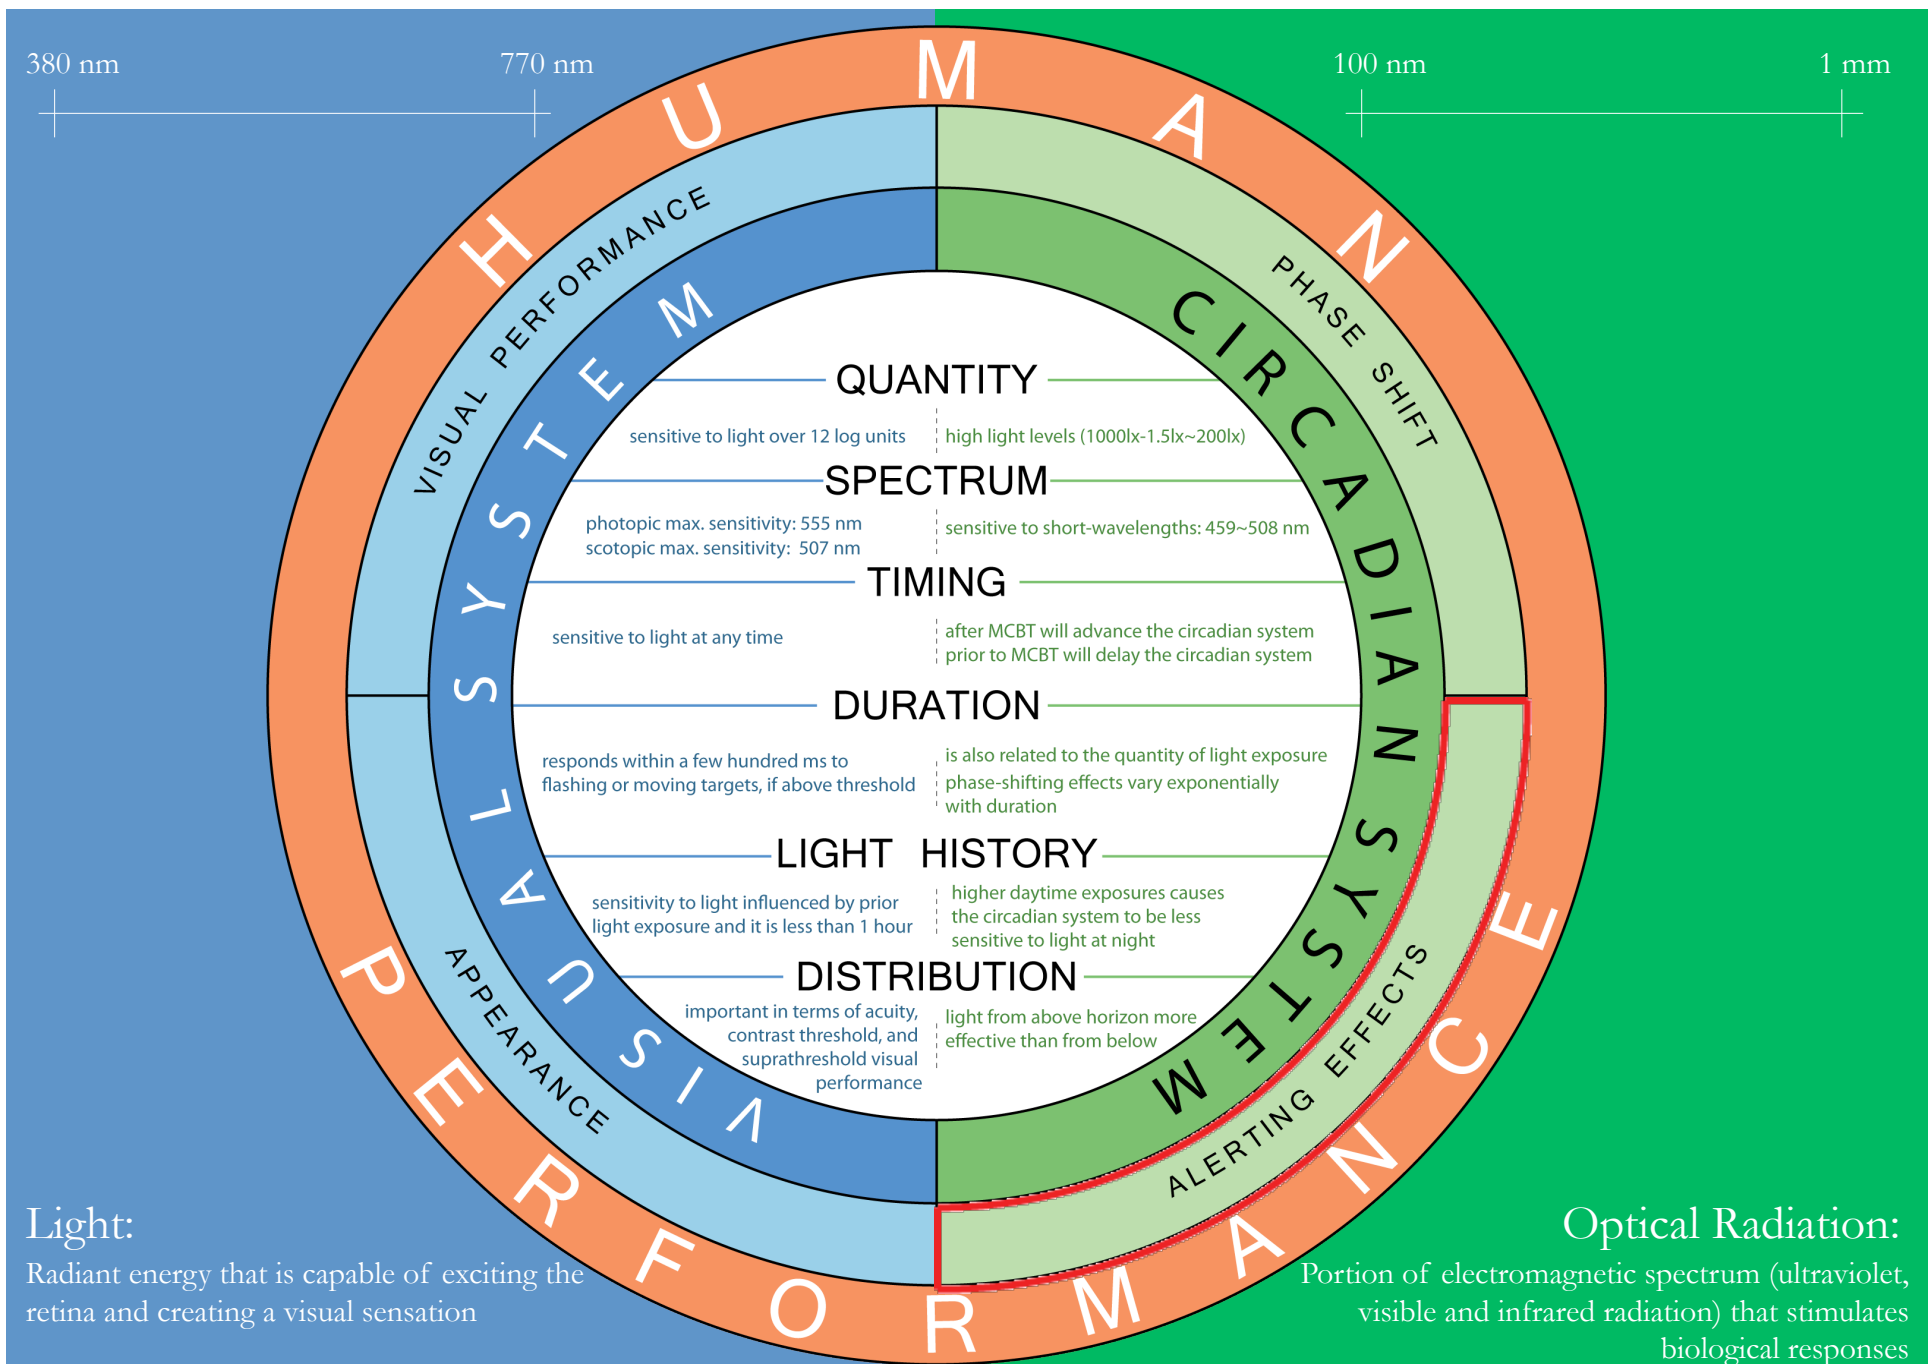 380 nm
770 nm
100 nm
1 mm
HUMAN
PERFORMANCE
VISUAL PERFORMANCE
PHASE SHIFT
APPEARANCE
ALERTING EFFECTS
VISUAL SYSTEM
CIRCADIAN SYSTEM
QUANTITY
sensitive to light over 12 log units
high light levels (1000lx-1.5lx~200lx)
SPECTRUM
photopic max. sensitivity: 555 nm
scotopic max. sensitivity: 507 nm
sensitive to short-wavelengths: 459~508 nm
TIMING
sensitive to light at any time
after MCBT will advance the circadian system
prior to MCBT will delay the circadian system
DURATION
responds within a few hundred ms to
flashing or moving targets, if above threshold
is also related to the quantity of light exposure
phase-shifting effects vary exponentially
with duration
LIGHT HISTORY
sensitivity to light influenced by prior
light exposure and it is less than 1 hour
higher daytime exposures causes
the circadian system to be less
sensitive to light at night
DISTRIBUTION
important in terms of acuity,
contrast threshold, and
suprathreshold visual
performance
light from above horizon more
effective than from below
Light:
Radiant energy that is capable of exciting the
retina and creating a visual sensation
Optical Radiation:
Portion of electromagnetic spectrum (ultraviolet,
visible and infrared radiation) that stimulates
biological responses